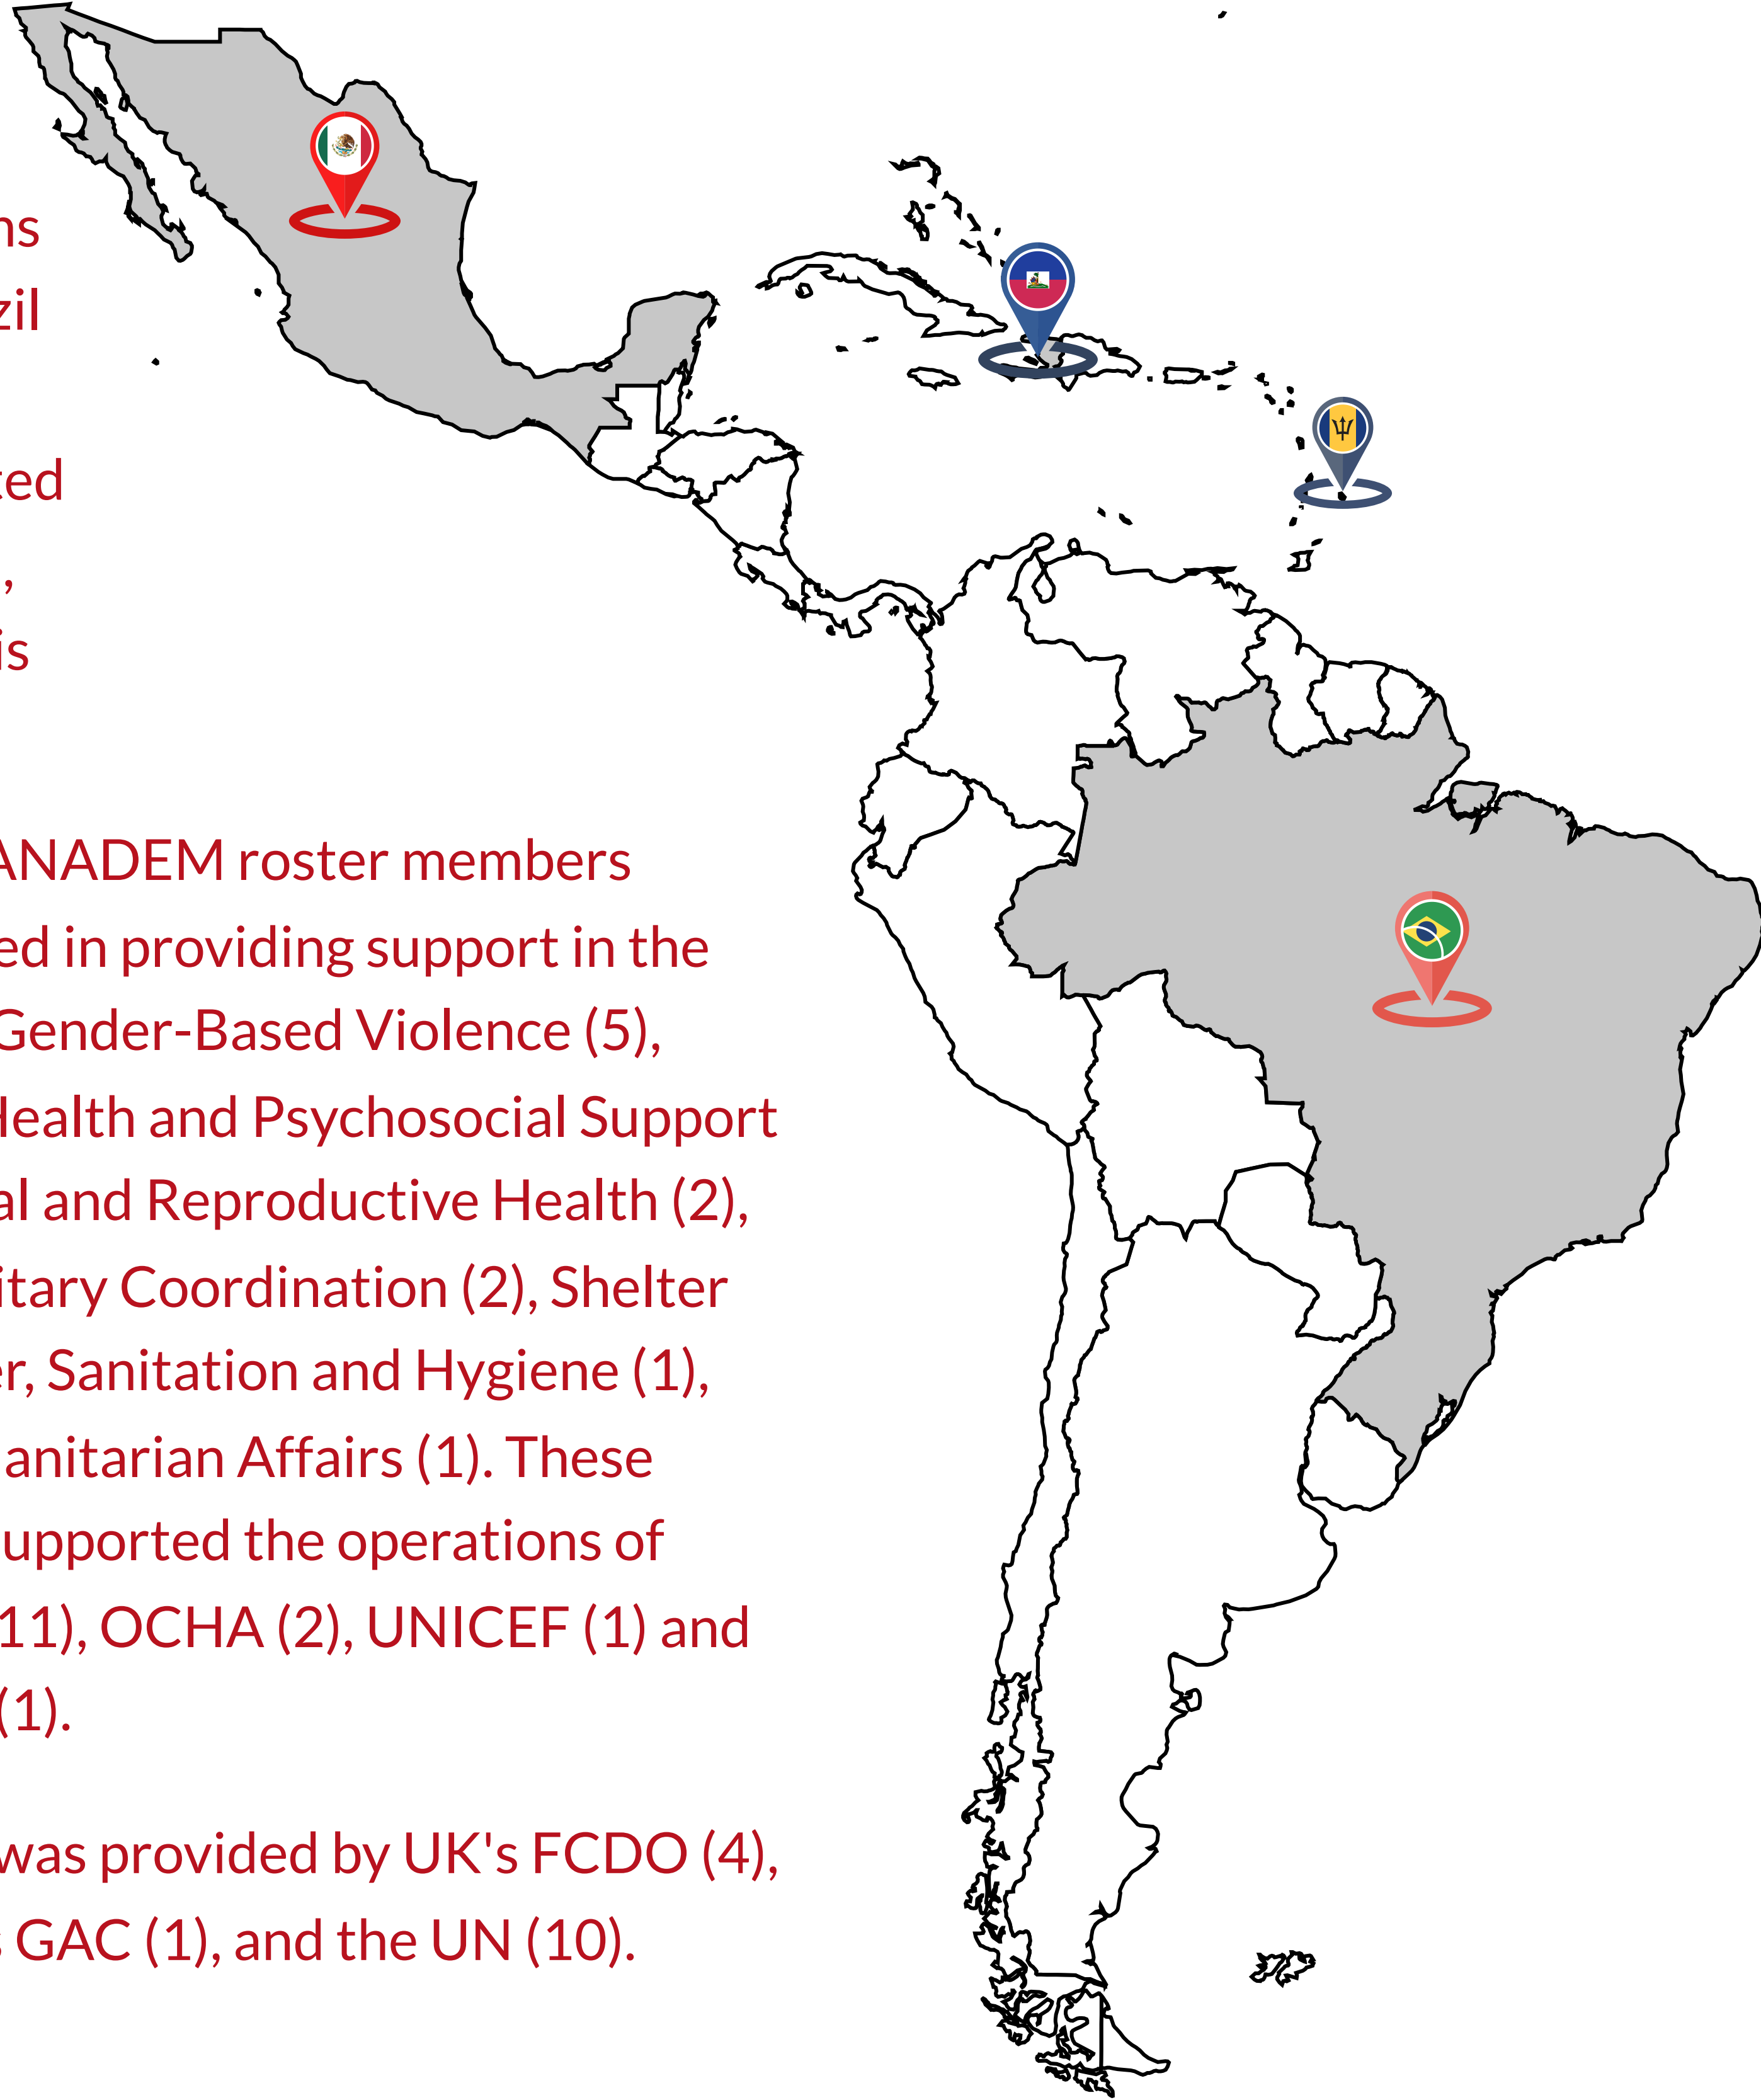 ns
zil
ted
,
is
ANADEM roster members
ed in providing support in the
Gender-Based Violence (5),
Health and Psychosocial Support
al and Reproductive Health (2),
itary Coordination (2), Shelter
er, Sanitation and Hygiene (1),
anitarian Affairs (1). These
upported the operations of
11), OCHA (2), UNICEF (1) and
(1).
was provided by UK's FCDO (4),
s GAC (1), and the UN (10).